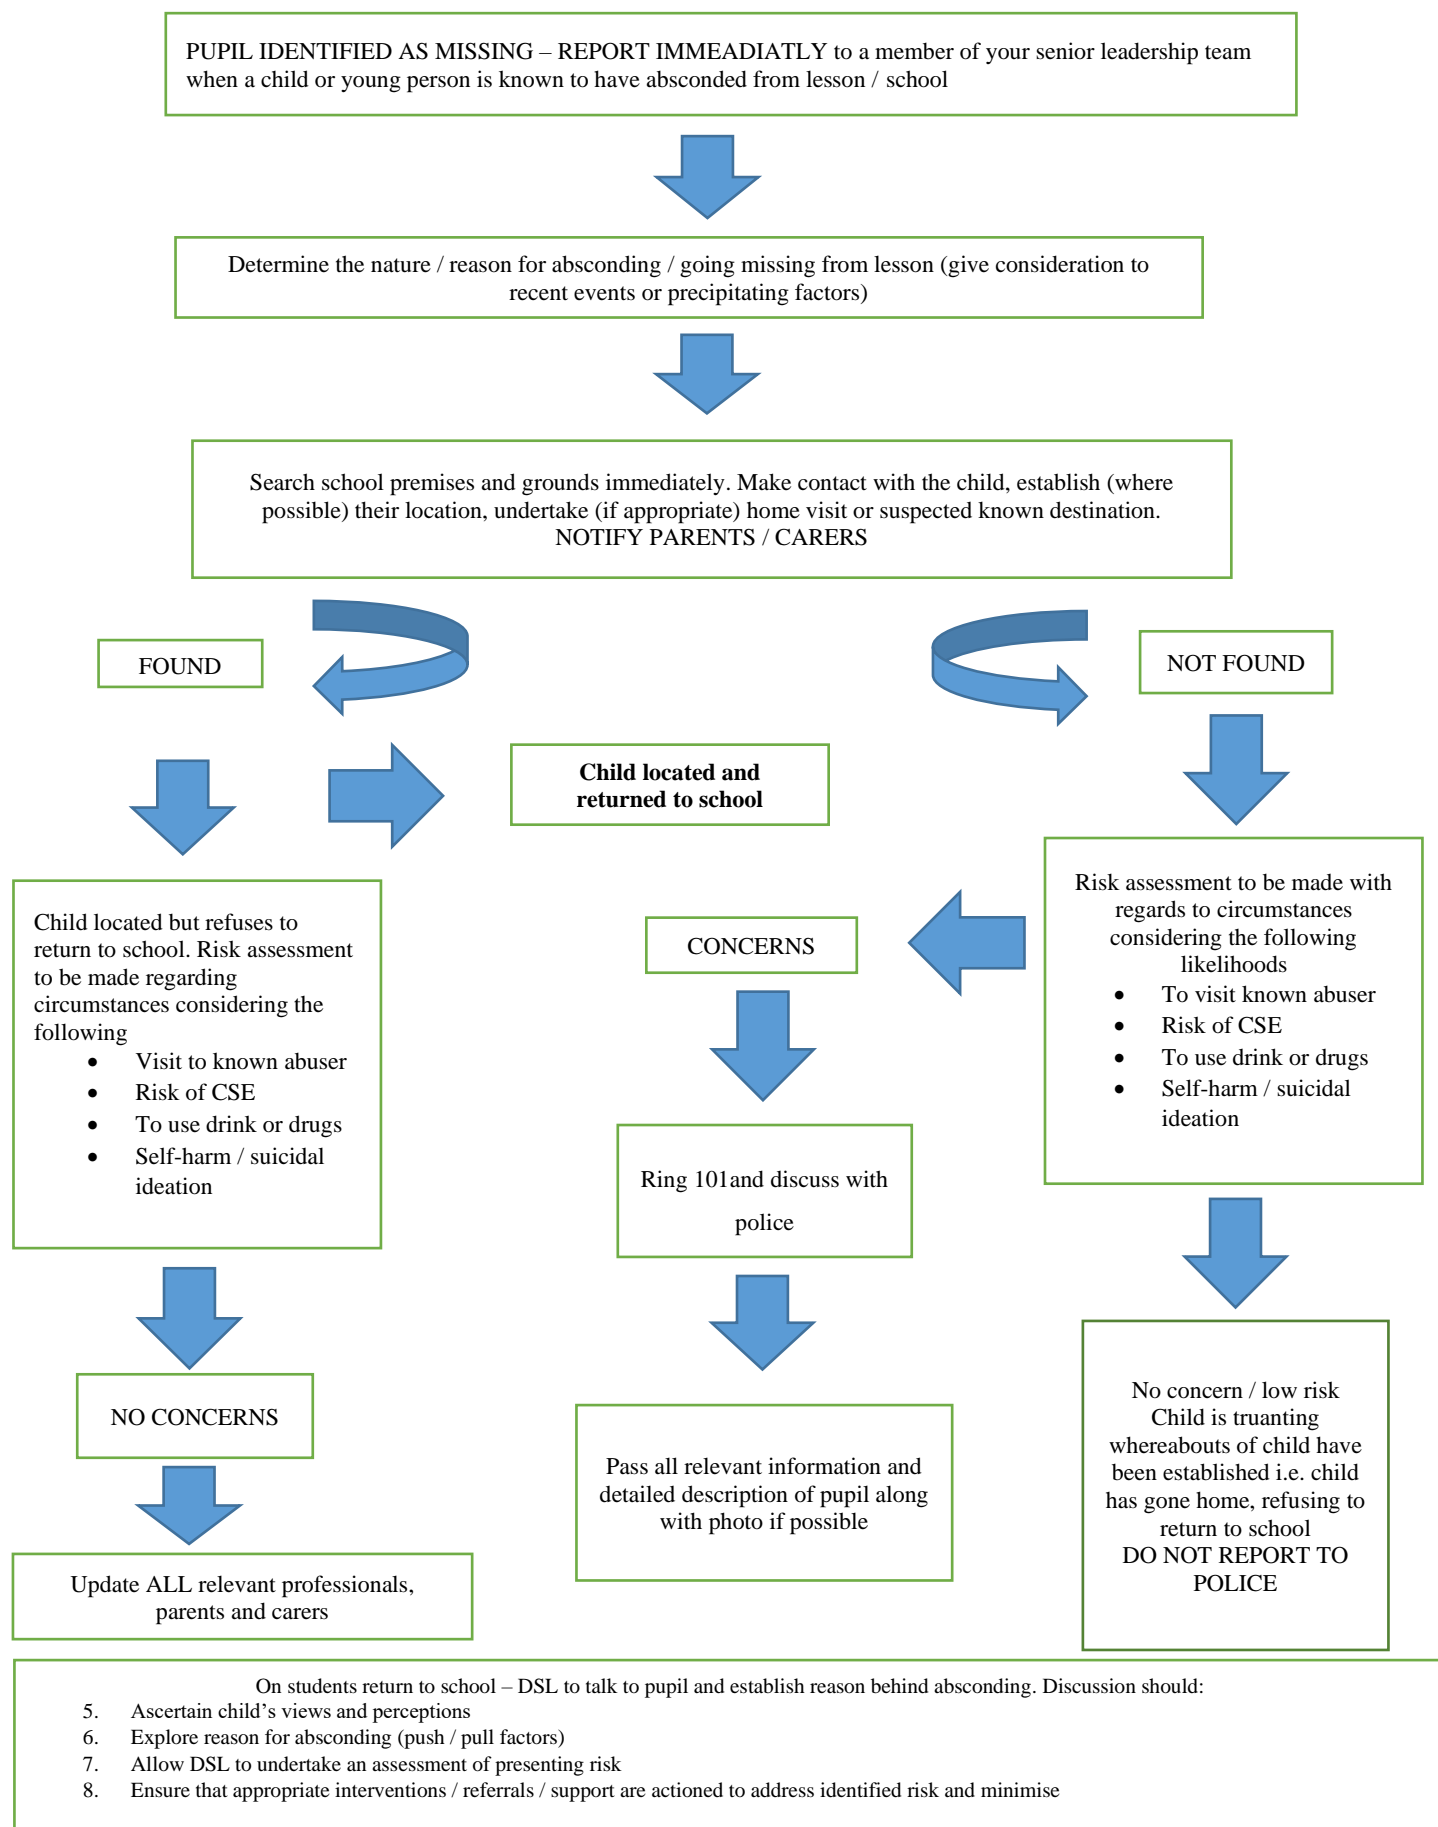 PUPIL IDENTIFIED AS MISSING – REPORT IMMEADIATLY to a member of your senior leadership team
when a child or young person is known to have absconded from lesson / school
Determine the nature / reason for absconding / going missing from lesson (give consideration to
recent events or precipitating factors)
Search school premises and grounds immediately. Make contact with the child, establish (where
possible) their location, undertake (if appropriate) home visit or suspected known destination.
NOTIFY PARENTS / CARERS
FOUND
NOT FOUND
Child located and
returned to school
Child located but refuses to
return to school. Risk assessment
to be made regarding
circumstances considering the
following
• Visit to known abuser
• Risk of CSE
• To use drink or drugs
• Self-harm / suicidal
ideation
NO CONCERNS
Update ALL relevant professionals,
parents and carers
CONCERNS
Ring 101and discuss with
police
Pass all relevant information and
detailed description of pupil along
with photo if possible
Risk assessment to be made with
regards to circumstances
considering the following
likelihoods
• To visit known abuser
• Risk of CSE
• To use drink or drugs
• Self-harm / suicidal
ideation
No concern / low risk
Child is truanting
whereabouts of child have
been established i.e. child
has gone home, refusing to
return to school
DO NOT REPORT TO
POLICE
On students return to school – DSL to talk to pupil and establish reason behind absconding. Discussion should:
5. Ascertain child’s views and perceptions
6. Explore reason for absconding (push / pull factors)
7. Allow DSL to undertake an assessment of presenting risk
8. Ensure that appropriate interventions / referrals / support are actioned to address identified risk and minimise